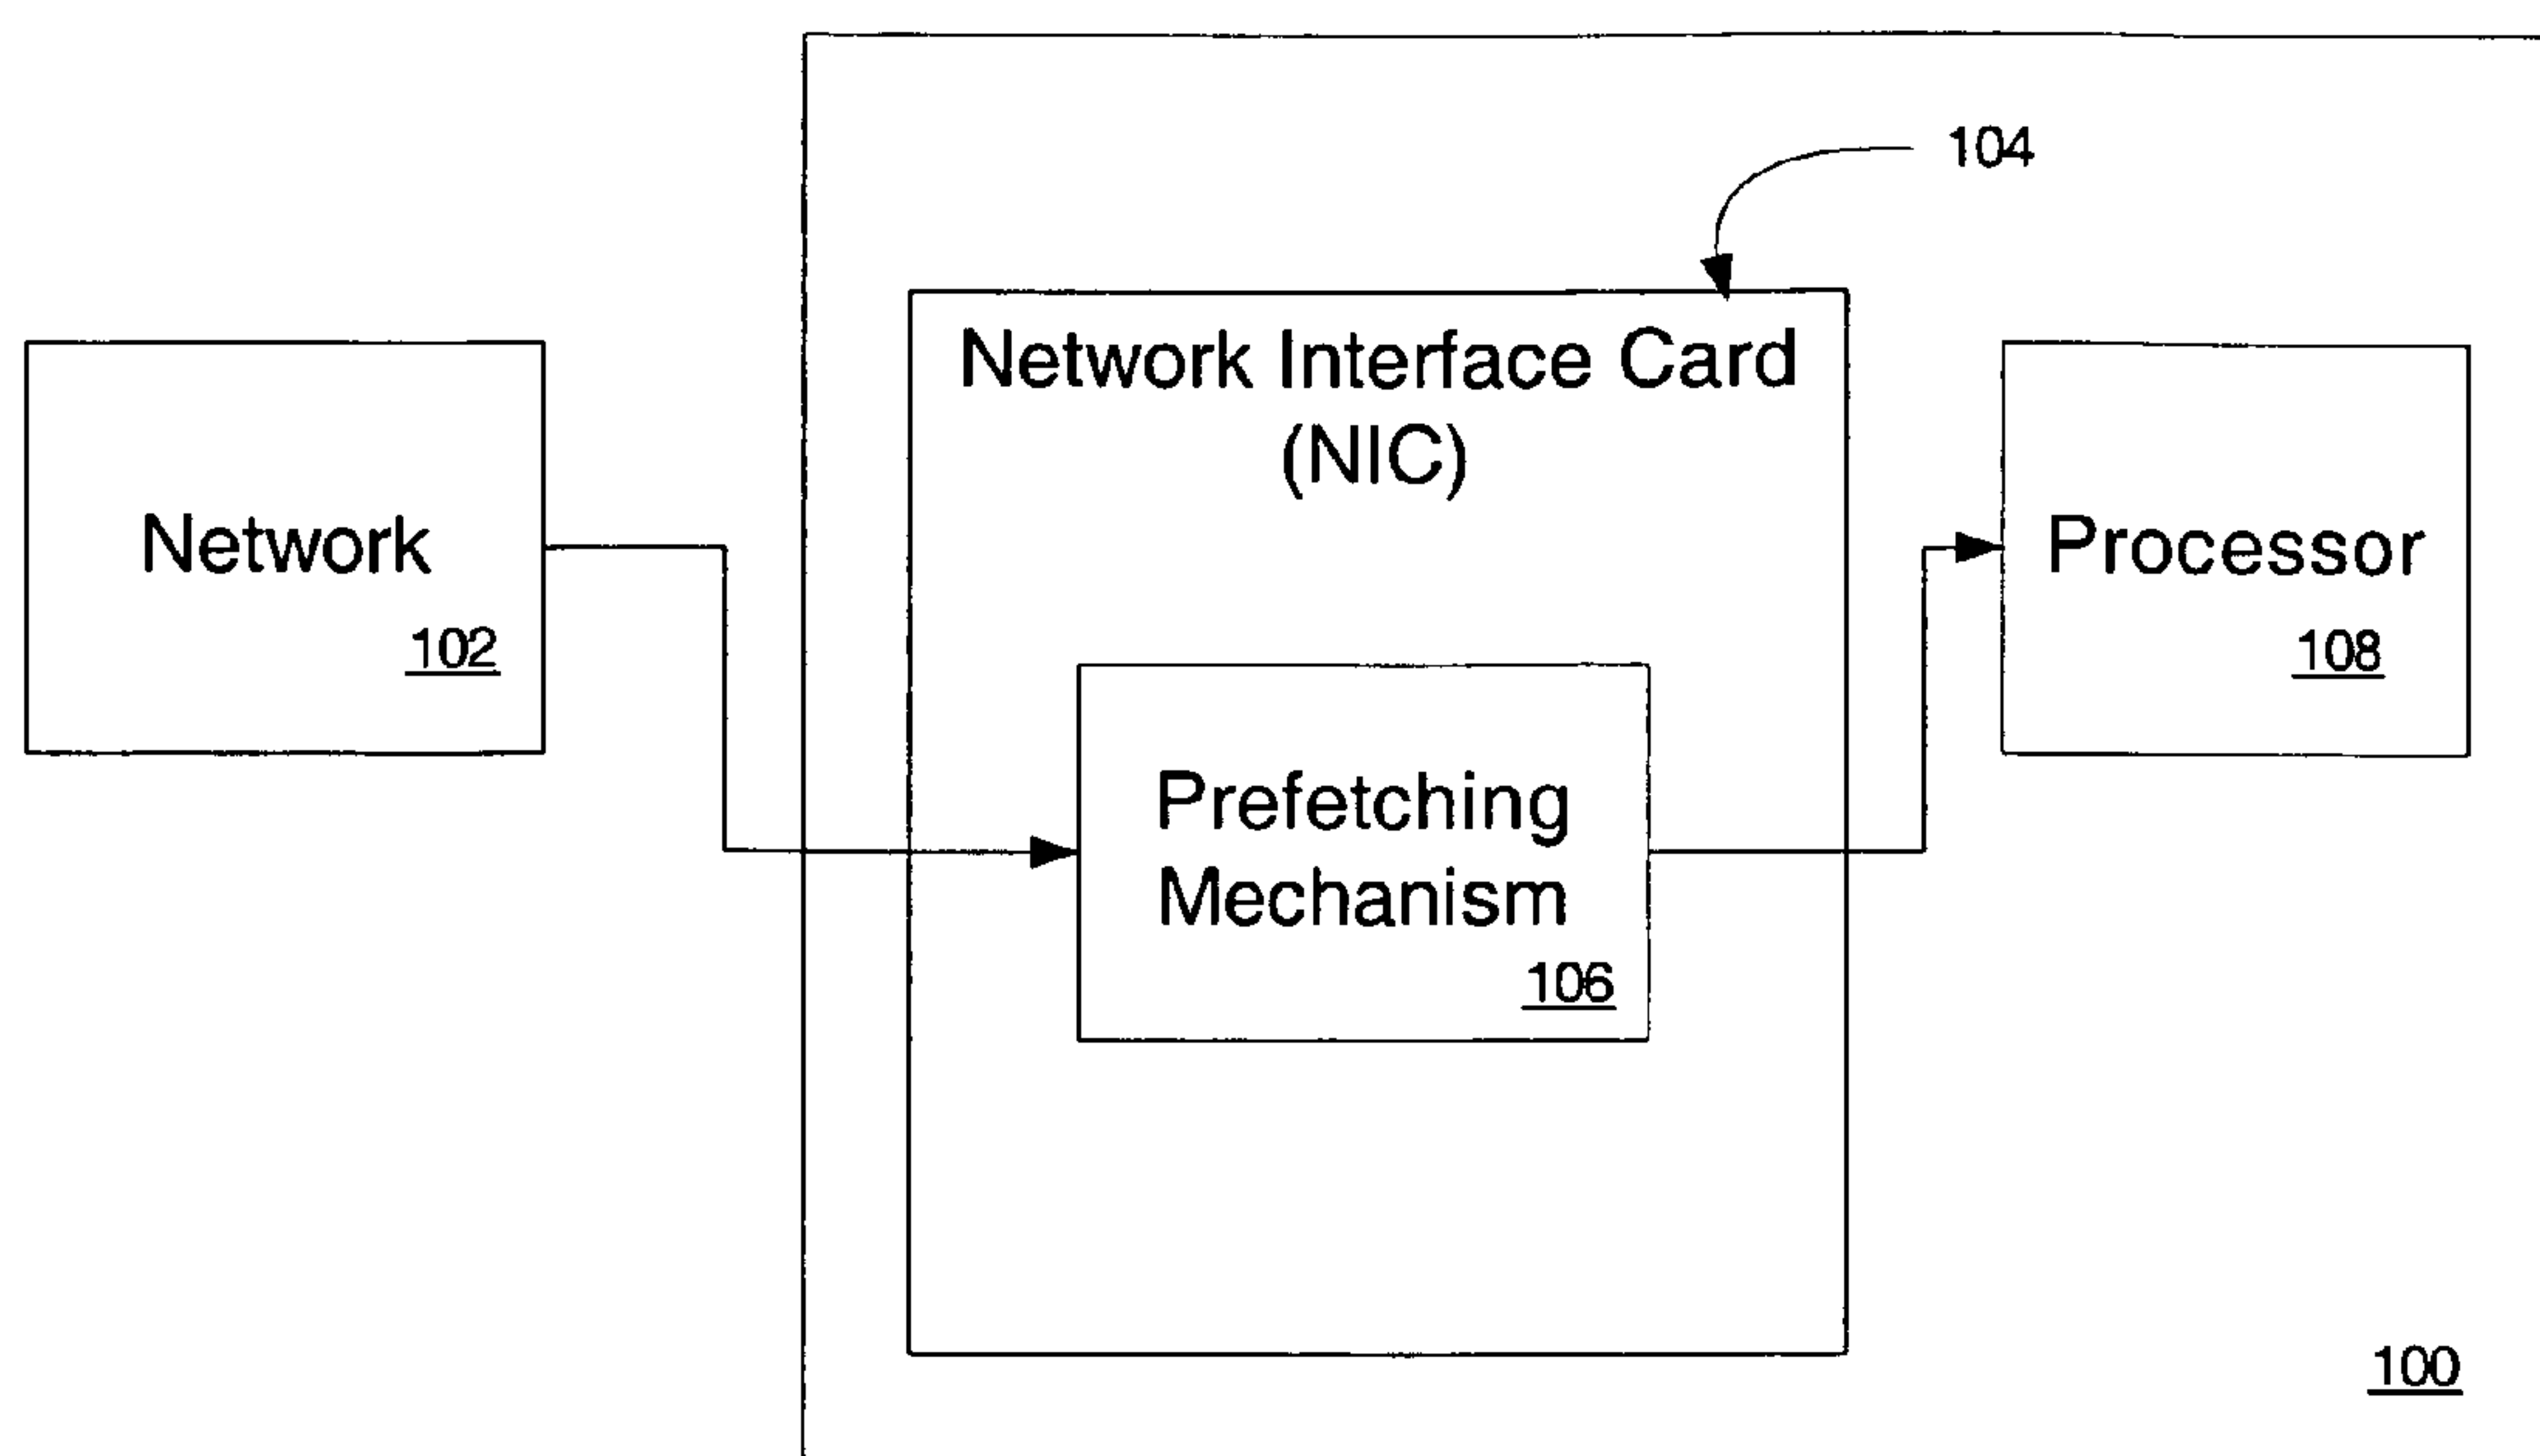 104
Network Interface Card
(NIC)
Network
102
Processor
108
Prefetching
Mechanism
106
100